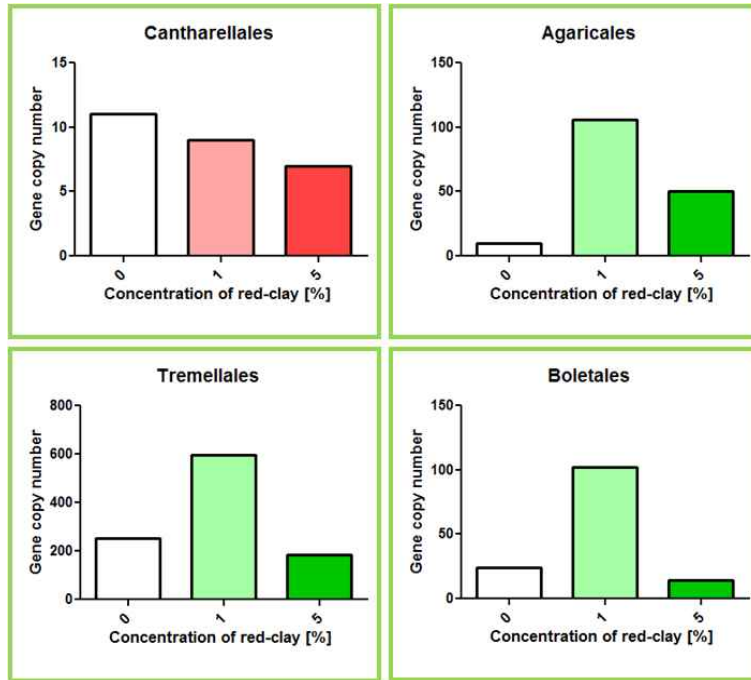 Cantharellales
Gene copy number
15
10
5
0
0
1
5
Concentration of red-clay [%]
Agaricales
Gene copy number
150
100
50
0
0
1
5
Concentration of red-clay [%]
Tremellales
Gene copy number
800
600
400
200
0
0
1
5
Concentration of red-clay [%]
Boletales
Gene copy number
150
100
50
0
0
1
5
Concentration of red-clay [%]